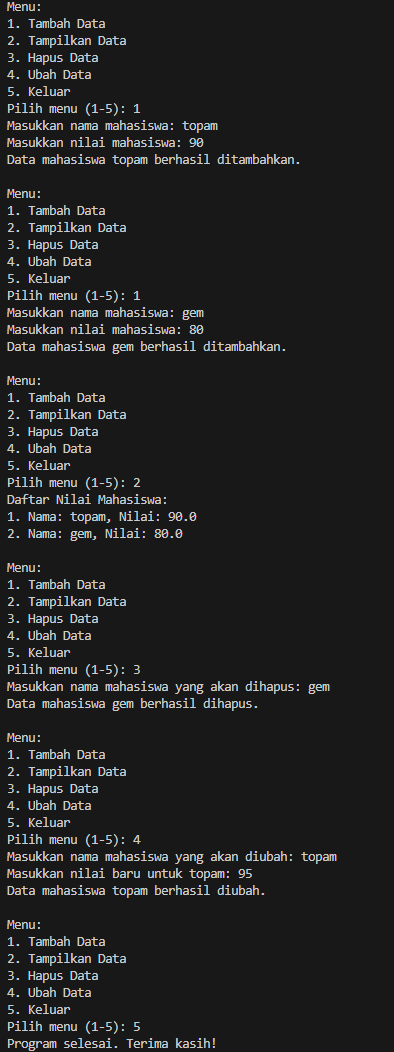 Menu:
1. Tambah Data
2. Tampilkan Data
3. Hapus Data
4. Ubah Data
5. Keluar
Pilih menu (1-5): 1
Masukkan nama mahasiswa: topam
Masukkan nilai mahasiswa: 90
Data mahasiswa topam berhasil ditambahkan.

Menu:
1. Tambah Data
2. Tampilkan Data
3. Hapus Data
4. Ubah Data
5. Keluar
Pilih menu (1-5): 1
Masukkan nama mahasiswa: gem
Masukkan nilai mahasiswa: 80
Data mahasiswa gem berhasil ditambahkan.

Menu:
1. Tambah Data
2. Tampilkan Data
3. Hapus Data
4. Ubah Data
5. Keluar
Pilih menu (1-5): 2
Daftar Nilai Mahasiswa:
1. Nama: topam, Nilai: 90.0
2. Nama: gem, Nilai: 80.0

Menu:
1. Tambah Data
2. Tampilkan Data
3. Hapus Data
4. Ubah Data
5. Keluar
Pilih menu (1-5): 3
Masukkan nama mahasiswa yang akan dihapus: gem
Data mahasiswa gem berhasil dihapus.

Menu:
1. Tambah Data
2. Tampilkan Data
3. Hapus Data
4. Ubah Data
5. Keluar
Pilih menu (1-5): 4
Masukkan nama mahasiswa yang akan diubah: topam
Masukkan nilai baru untuk topam: 95
Data mahasiswa topam berhasil diubah.

Menu:
1. Tambah Data
2. Tampilkan Data
3. Hapus Data
4. Ubah Data
5. Keluar
Pilih menu (1-5): 5
Program selesai. Terima kasih!